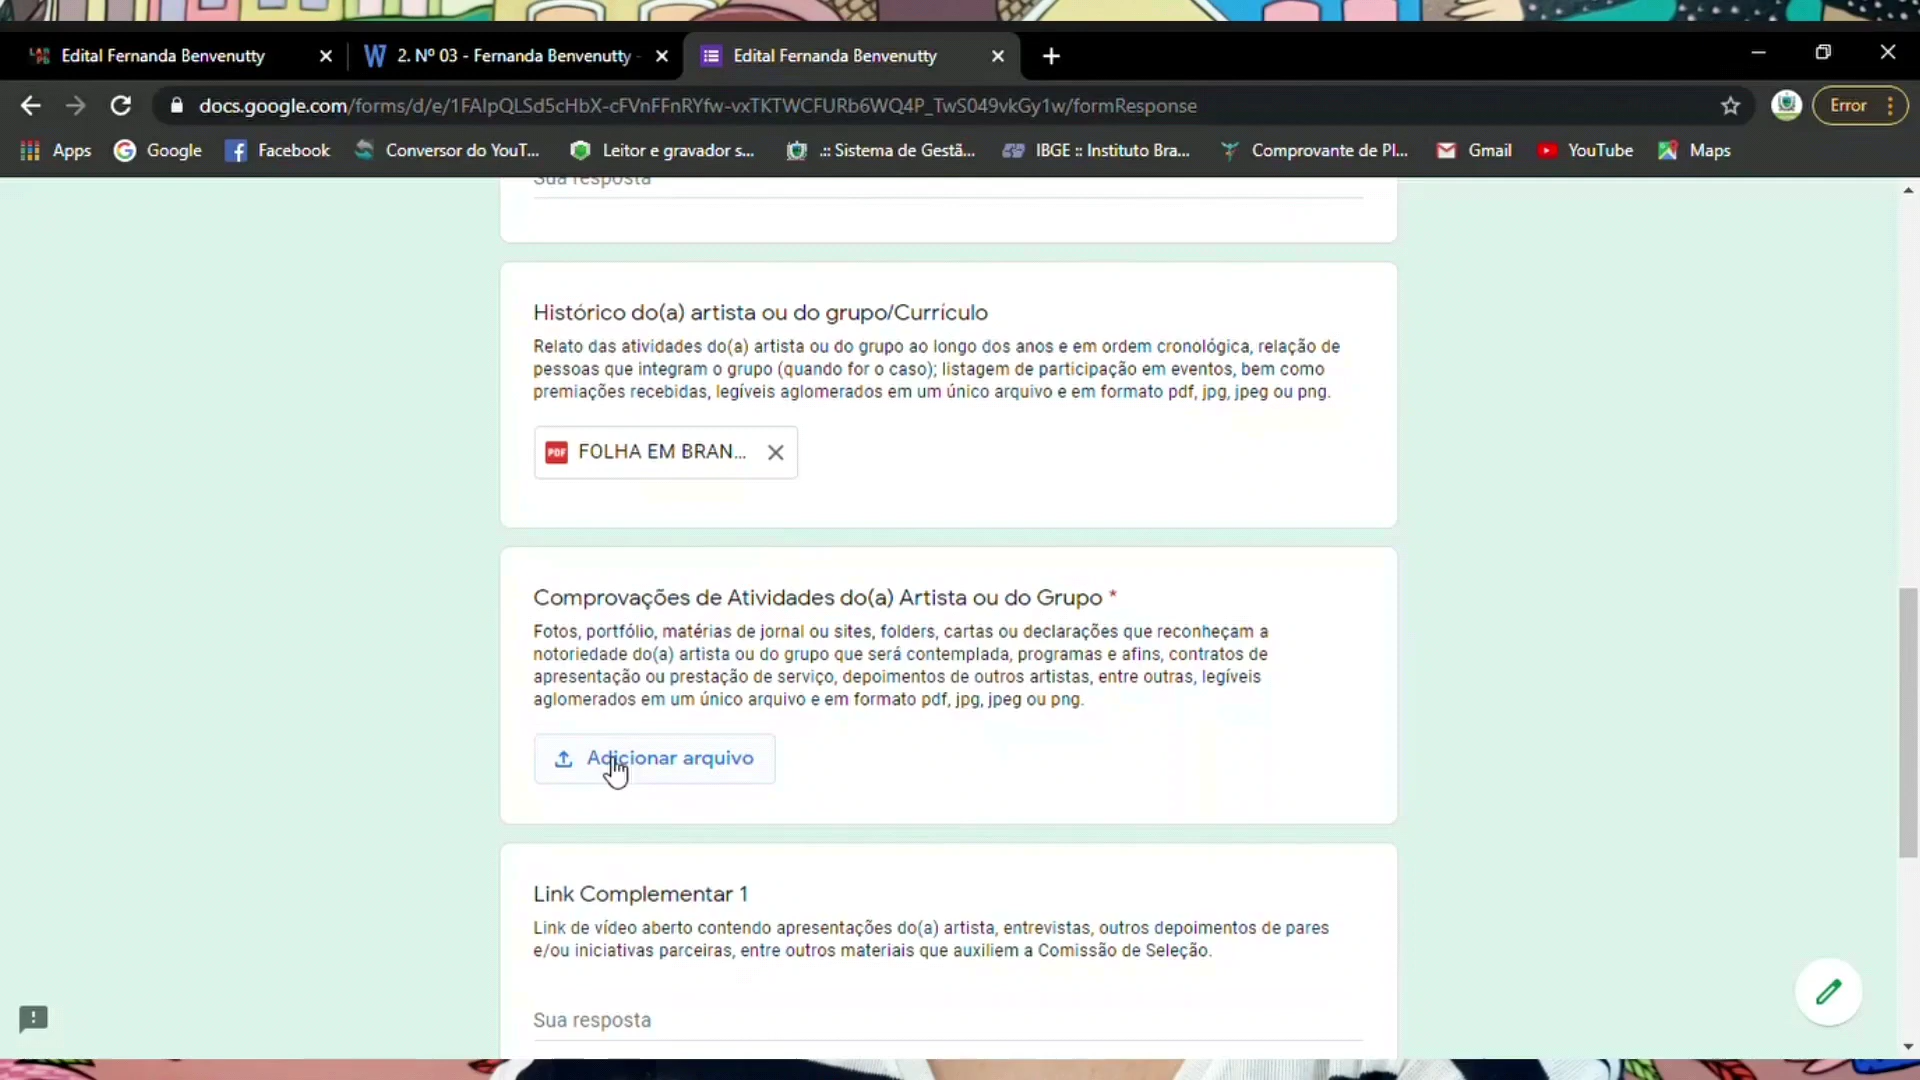 Edital Fernanda Benvenutty
2. Nº 03 - Fernanda Benvenutty -
Edital Fernanda Benvenutty
docs.google.com/forms/d/e/1FAIpQLSd5cHbX-cFVnFFnRYfw-vxTKTWCFURb6WQ4P_TwS049vkGy1w/formResponse
Error
Apps
Google
Facebook
Conversor do YouT...
Leitor e gravador s...
.:: Sistema de Gestã...
IBGE :: Instituto Bra...
Comprovante de Pl...
Gmail
YouTube
Maps
Sua resposta
Histórico do(a) artista ou do grupo/Currículo
Relato das atividades do(a) artista ou do grupo ao longo dos anos e em ordem cronológica, relação de
pessoas que integram o grupo (quando for o caso); listagem de participação em eventos, bem como
premiações recebidas, legíveis aglomerados em um único arquivo e em formato pdf, jpg, jpeg ou png.
PDF FOLHA EM BRAN...
Comprovações de Atividades do(a) Artista ou do Grupo *
Fotos, portfólio, matérias de jornal ou sites, folders, cartas ou declarações que reconheçam a
notoriedade do(a) artista ou do grupo que será contemplada, programas e afins, contratos de
apresentação ou prestação de serviço, depoimentos de outros artistas, entre outras, legíveis
aglomerados em um único arquivo e em formato pdf, jpg, jpeg ou png.
Adicionar arquivo
Link Complementar 1
Link de vídeo aberto contendo apresentações do(a) artista, entrevistas, outros depoimentos de pares
e/ou iniciativas parceiras, entre outros materiais que auxiliem a Comissão de Seleção.
Sua resposta